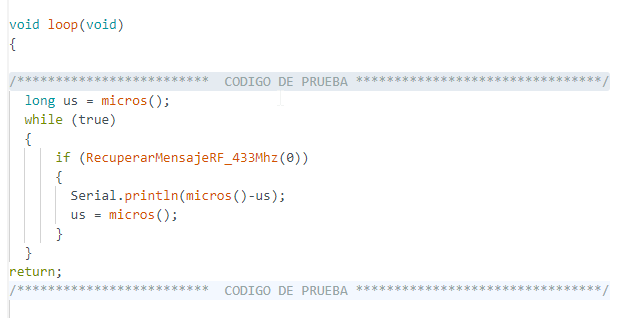 void loop(void)
{
/************************* CODIGO DE PRUEBA ********************************/
long us = micros();
while (true)
{
if (RecuperarMensajeRF_433Mhz(0))
{
Serial.println(micros()-us);
us = micros();
}
}
return;
/************************* CODIGO DE PRUEBA ********************************/